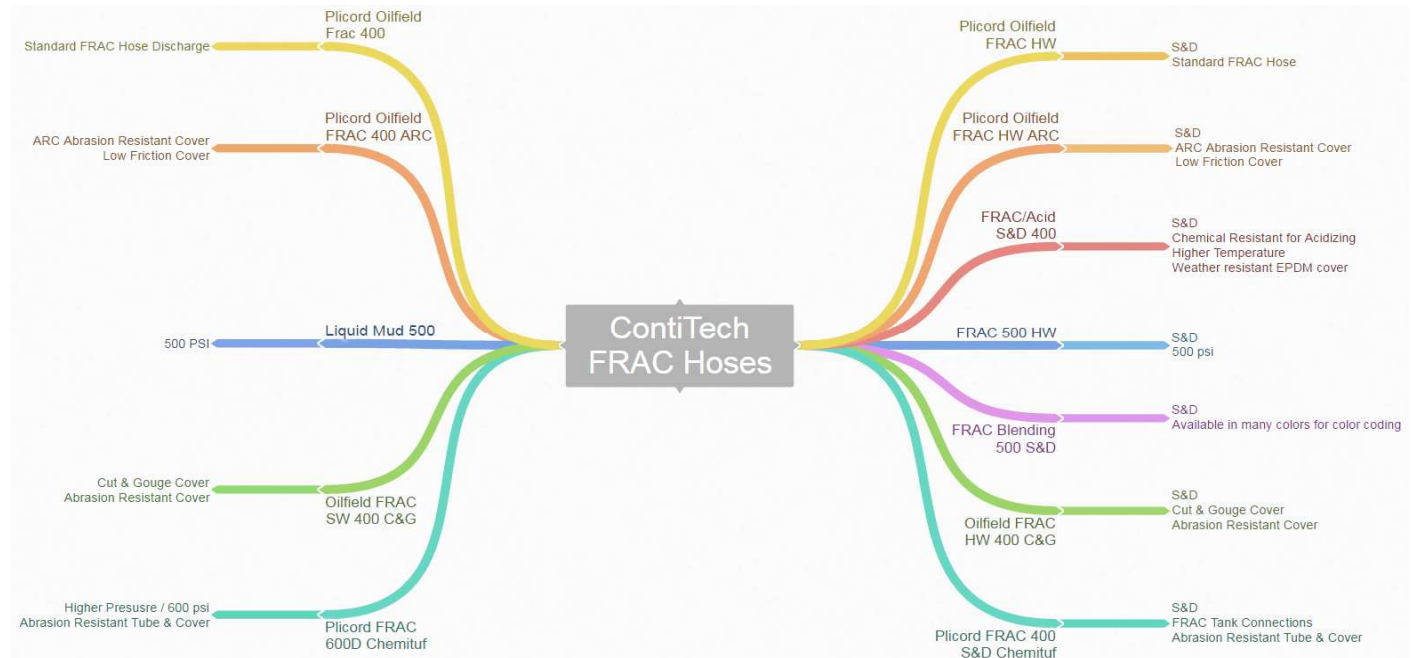 Plicord Oilfield
Frac 400
Standard FRAC Hose Discharge
Plicord Oilfield
FRAC 400 ARC
ARC Abrasion Resistant Cover
Low Friction Cover
Liquid Mud 500
500 PSI
Cut & Gouge Cover
Abrasion Resistant Cover
Oilfield FRAC
SW 400 C&G
Higher Presusre / 600 psi
Abrasion Resistant Tube & Cover
Plicord FRAC
600D Chemituf
ContiTech
FRAC Hoses
Plicord Oilfield
FRAC HW
S&D
Standard FRAC Hose
Plicord Oilfield
FRAC HW ARC
S&D
ARC Abrasion Resistant Cover
Low Friction Cover
FRAC/Acid
S&D 400
S&D
Chemical Resistant for Acidizing
Higher Temperature
Weather resistant EPDM cover
FRAC 500 HW
S&D
500 psi
FRAC Blending
500 S&D
S&D
Available in many colors for color coding
Oilfield FRAC
HW 400 C&G
S&D
Cut & Gouge Cover
Abrasion Resistant Cover
Plicord FRAC 400
S&D Chemituf
S&D
FRAC Tank Connections
Abrasion Resistant Tube & Cover